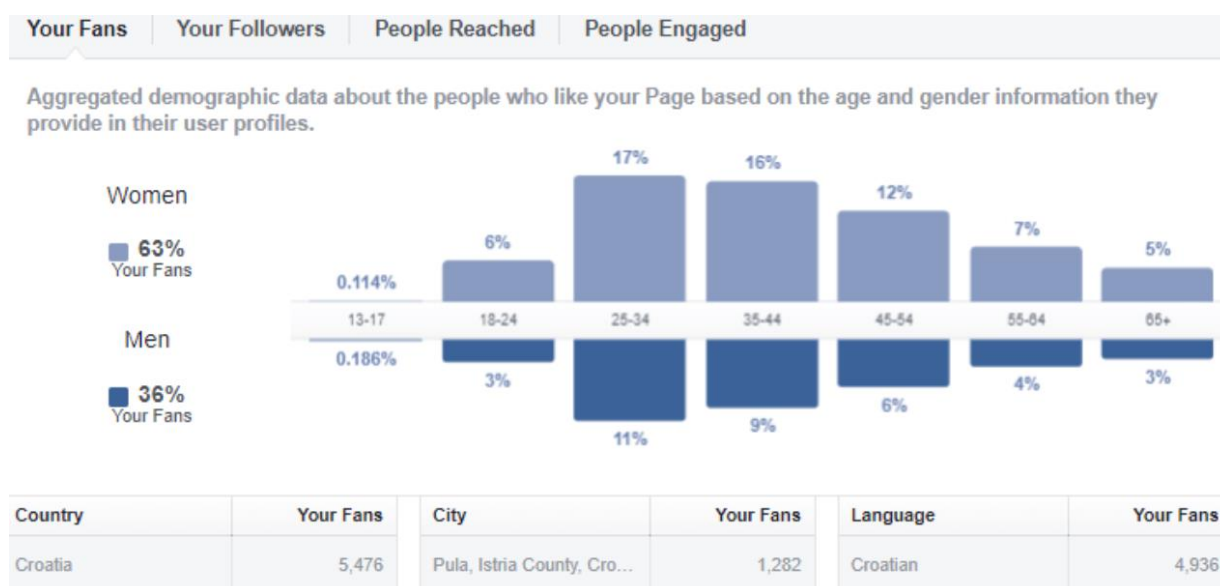 Your Fans Your Followers People Reached People Engaged
Aggregated demographic data about the people who like your Page based on the age and gender information they
provide in their user profiles.
Women
63%
Your Fans
0.114% 6% 17% 16% 12% 7% 5%
13-17 18-24 25-34 35-44 45-54 55-64 65+
Men
36%
Your Fans
0.186% 3% 11% 9% 6% 4% 3%
Country Your Fans City Your Fans Language Your Fans
Croatia 5,476 Pula, Istria County, Cro... 1,282 Croatian 4,936